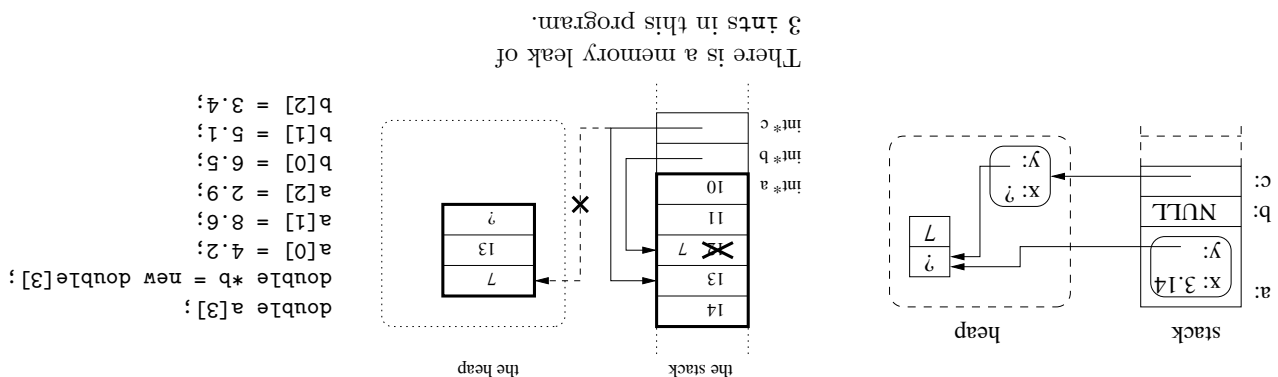 stack
heap
a:
x: 3.14
y:
?
7
b:
NULL
x: ?
y:
c:
the stack
the heap
14
13
12 7
11
int* a
10
int* b
int* c
7
13
?
There is a memory leak of
3 ints in this program.
double a[3];
double *b = new double[3];
a[0] = 4.2:
a[1] = 8.6;
a[2] = 2.9;
b[0] = 6.5;
b[1] = 5.1;
b[2] = 3.4;